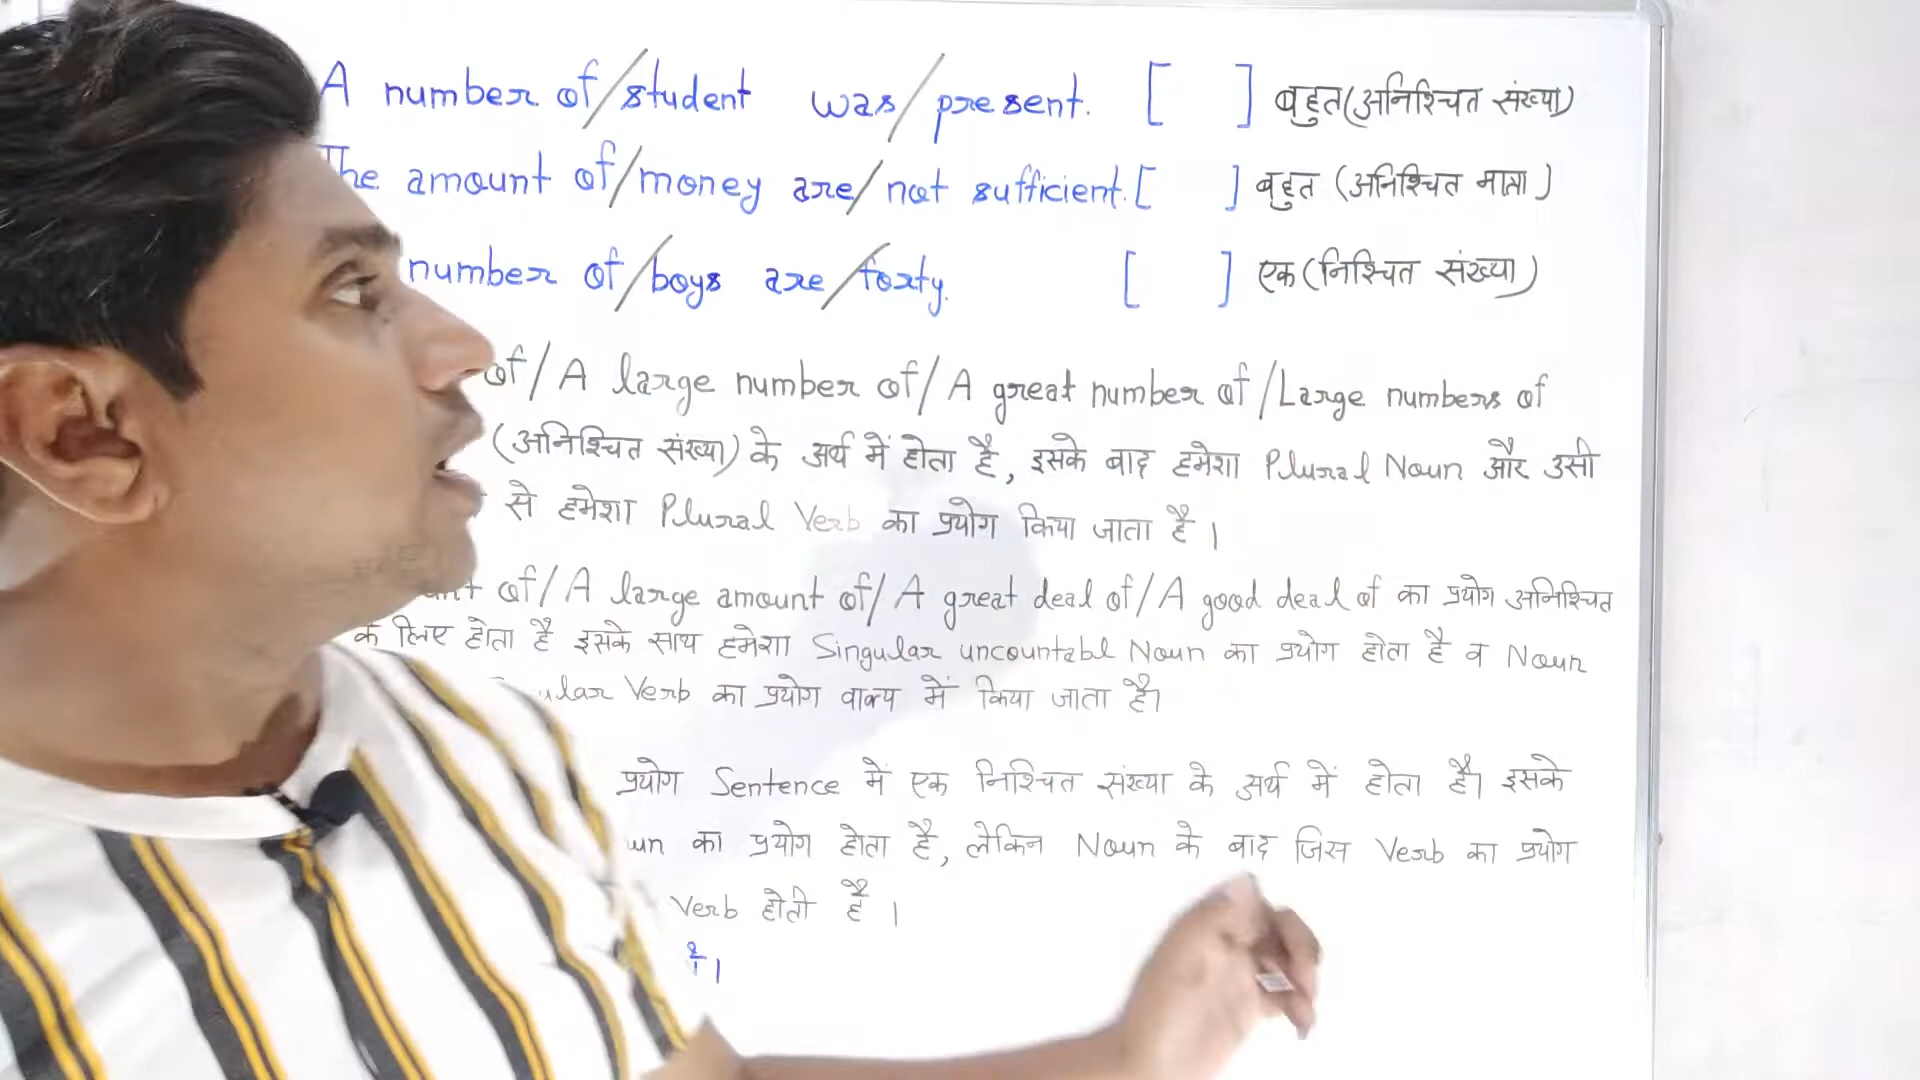 A number of/student was/present. [ ] बहुत (अनिश्चित संख्या)
The amount of/money are/not sufficient. [ ] बहुत (अनिश्चित मात्रा)
number of/boys are/forty. [ ] एक (निश्चित संख्या)
of/A large number of/A great number of/Large numbers of
(अनिश्चित संख्या) के अर्थ में होता है, इसके बाद हमेशा Plural Noun और उसी
से हमेशा Plural Verb का प्रयोग किया जाता है।
of/A large amount of/A great deal of/A good deal of का प्रयोग अनिश्चित
के लिए होता है इसके साथ हमेशा Singular uncountabl Noun का प्रयोग होता है व Noun
Verb का प्रयोग वाक्य में किया जाता है।
प्रयोग Sentence में एक निश्चित संख्या के अर्थ में होता है। इसके
का प्रयोग होता है, लेकिन Noun के बाद जिस Verb का प्रयोग
Verb होती है।